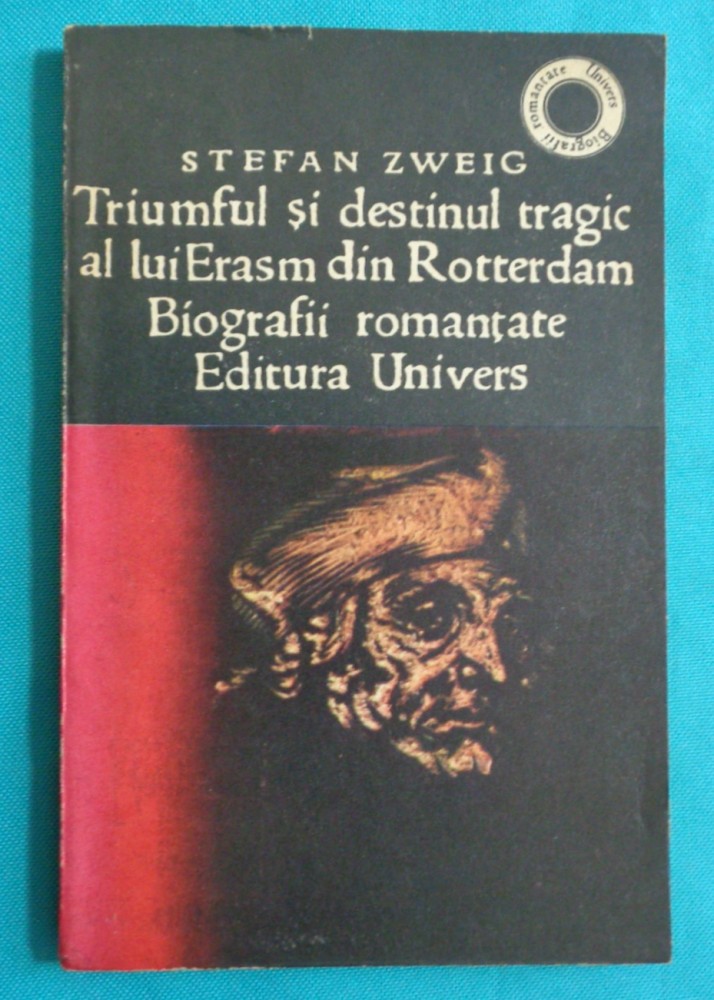 Biografii romanțate Univers
STEFAN ZWEIG
Triumful și destinul tragic
al lui Erasm din Rotterdam
Biografii romanțate
Editura Univers